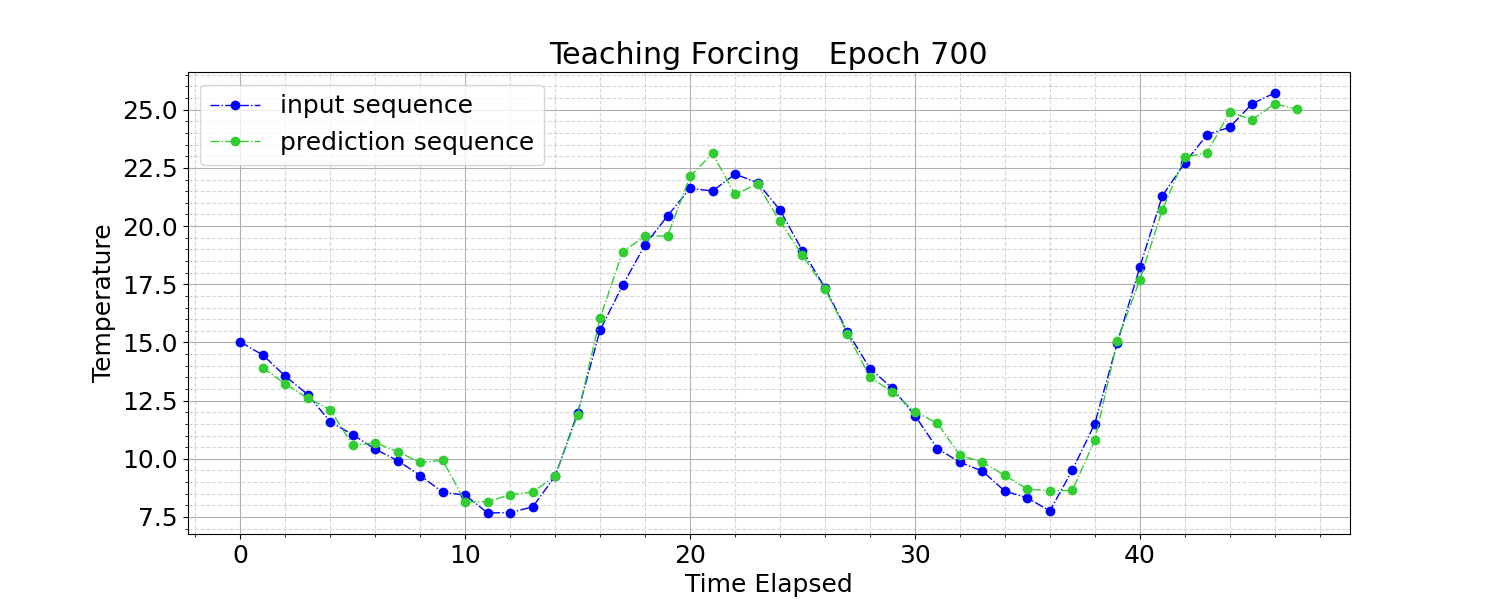 Teaching Forcing   Epoch 700
input sequence
prediction sequence
Temperature
25.0
22.5
20.0
17.5
15.0
12.5
10.0
7.5
0 10 20 30 40
Time Elapsed